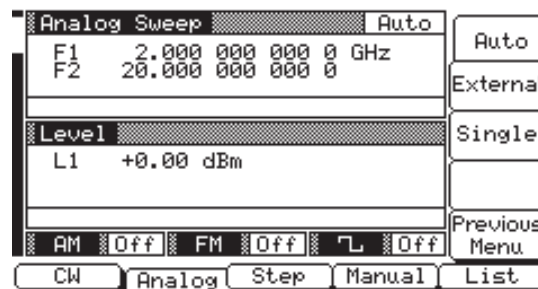 Analog Sweep Auto
F1 2.000 000 000 0 GHz
F2 20.000 000 000 0
Level
L1 +0.00 dBm
AM Off FM Off Off
Auto
Externa
Single
Previous
Menu
CW Analog Step Manual List